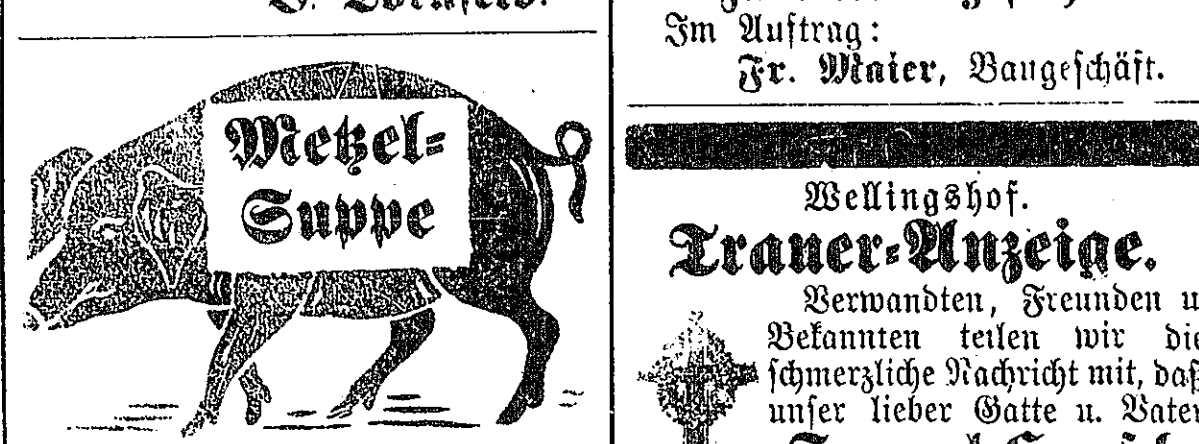 Metzel-
Suppe
Im Auftrag:
Fr. Maier, Baugeschäft.
Wellingshof.
Trauer-Anzeige.
Verwandten, Freunden u
Bekannten teilen wir die
schmerzliche Nachricht mit, daß
unser lieber Gatte u. Vater